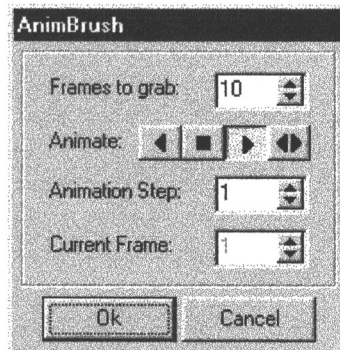 AnimBrush
Frames to grab: 10
Animate:
Animation Step: 1
Current Frame: 1
Ok Cancel